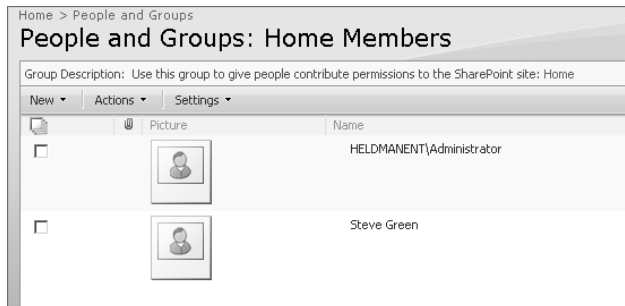 Home > People and Groups
People and Groups: Home Members
Group Description: Use this group to give people contribute permissions to the SharePoint site: Home
New Actions Settings
Picture Name
HELDMANENT\Administrator
Steve Green